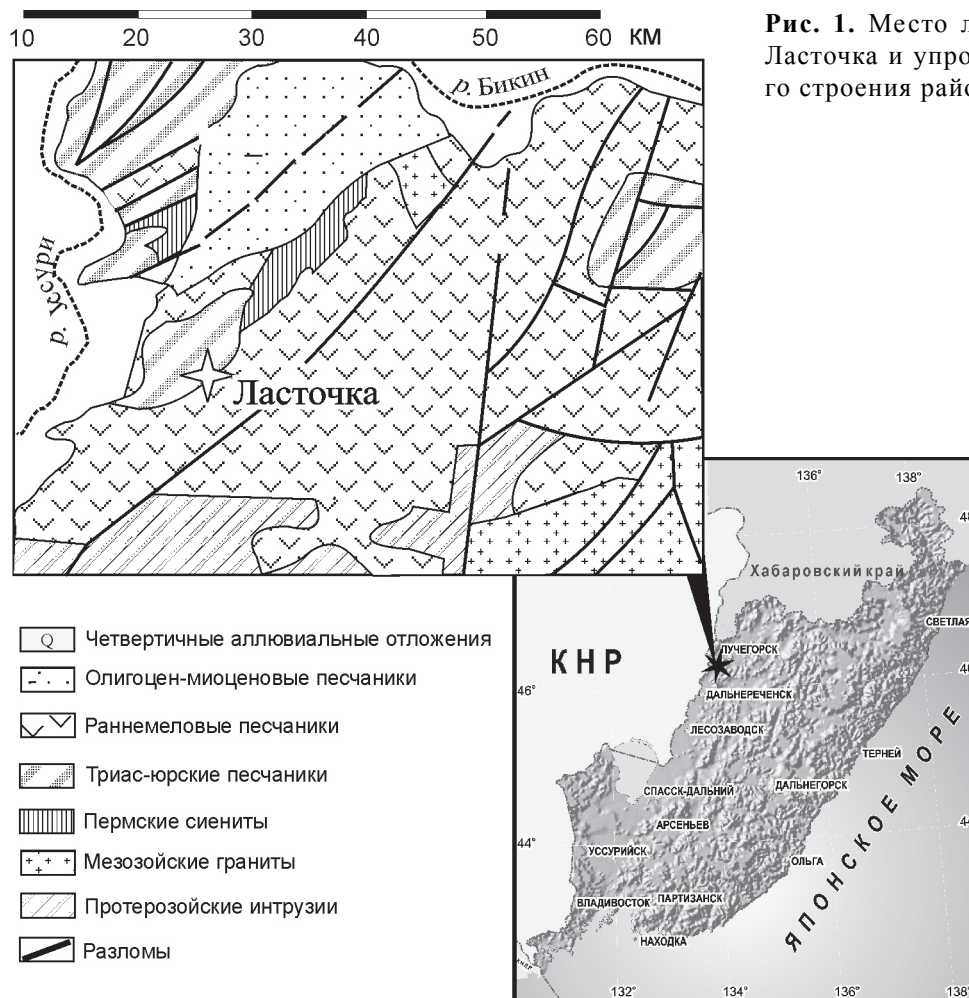 10 20 30 40 50 60 КМ
Рис. 1. Место л
Ласточка и упро
го строения райо
р. Бикин
р. Уссури
Ласточка
Q Четвертичные аллювиальные отложения
Олигоцен-миоценовые песчаники
Раннемеловые песчаники
Триас-юрские песчаники
Пермские сиениты
Мезозойские граниты
Протерозойские интрузии
Разломы
136° 138°
48
Хабаровский край
СВЕТЛАЯ
КНР
ЛУЧЕГОРСК
46°
ДАЛЬНЕРЕЧЕНСК
ЛЕСОЗАВОДСК
ТЕРНЕЙ
СПАССК-ДАЛЬНИЙ
ДАЛЬНЕГОРСК
АРСЕНЬЕВ
44°
44
УССУРИЙСК
ОЛЬГА
ВЛАДИВОСТОК
ПАРТИЗАНСК
НАХОДКА
ЯПОНСКОЕ МОРЕ
132° 134° 136° 138°